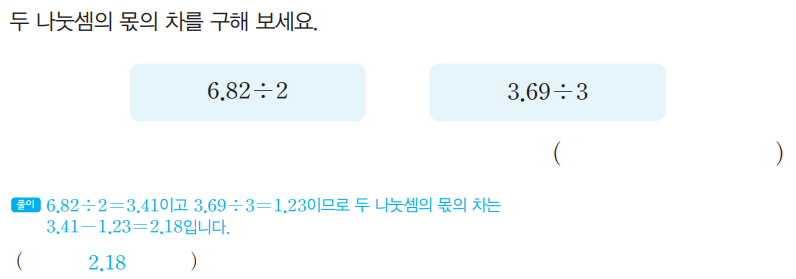 두 나눗셈의 몫의 차를 구해 보세요.
6.82÷2 3.69÷3
( )
풀이 6.82÷2=3.41이고 3.69÷3=1.23이므로 두 나눗셈의 몫의 차는
3.41-1.23=2.18입니다.
( 2.18 )